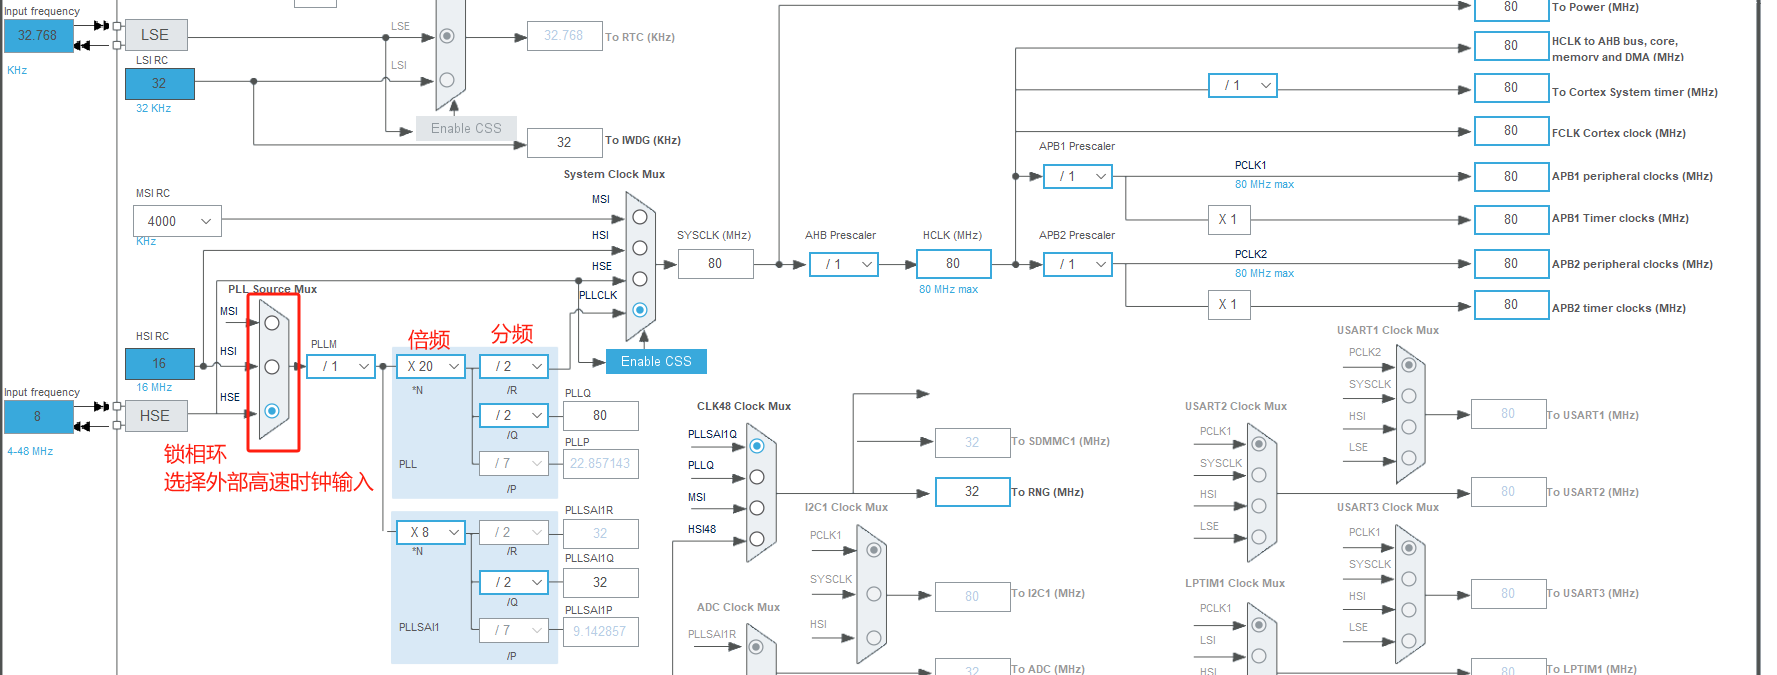 Input frequency
32.768
KHz
LSE
LSI RC
32
32 KHz
LSE
LSI
32.768
To RTC (KHz)
Enable CSS
32
To IWDG (KHz)
80
To Power (MHz)
80
HCLK to AHB bus, core,
memory and DMA (MHz)
/ 1
80
To Cortex System timer (MHz)
80
FCLK Cortex clock (MHz)
APB1 Prescaler
/ 1
PCLK1
80 MHz max
80
APB1 peripheral clocks (MHz)
X 1
80
APB1 Timer clocks (MHz)
System Clock Mux
MSI RC
4000
KHz
MSI
HSI
HSE
PLLCLK
SYSCLK (MHz)
80
AHB Prescaler
/ 1
HCLK (MHz)
80
80 MHz max
APB2 Prescaler
/ 1
PCLK2
80 MHz max
80
APB2 peripheral clocks (MHz)
X 1
80
APB2 timer clocks (MHz)
Enable CSS
PLL Source Mux
MSI
HSI
HSE
HSI RC
16
16 MHz
Input frequency
8
4-48 MHz
HSE
锁相环
选择外部高速时钟输入
PLLM
/ 1
倍频
分频
X 20
*N
/ 2
/R
/ 2
/Q
PLLQ
80
PLLP
/ 7
22.857143
/P
PLL
PLLSAI1R
X 8
*N
/ 2
/R
32
PLLSAI1Q
/ 2
/Q
32
PLLSAI1P
/ 7
9.142857
/P
PLLSAI1
CLK48 Clock Mux
PLLSAI1Q
PLLQ
MSI
HSI48
32
To SDMMC1 (MHz)
32
To RNG (MHz)
I2C1 Clock Mux
PCLK1
SYSCLK
HSI
80
To I2C1 (MHz)
ADC Clock Mux
PLLSAI1R
32
To ADC (MHz)
USART1 Clock Mux
PCLK2
SYSCLK
HSI
LSE
80
To USART1 (MHz)
USART2 Clock Mux
PCLK1
SYSCLK
HSI
LSE
80
To USART2 (MHz)
USART3 Clock Mux
PCLK1
SYSCLK
HSI
LSE
80
To USART3 (MHz)
LPTIM1 Clock Mux
PCLK1
LSI
HSI
80
To LPTIM1 (MHz)